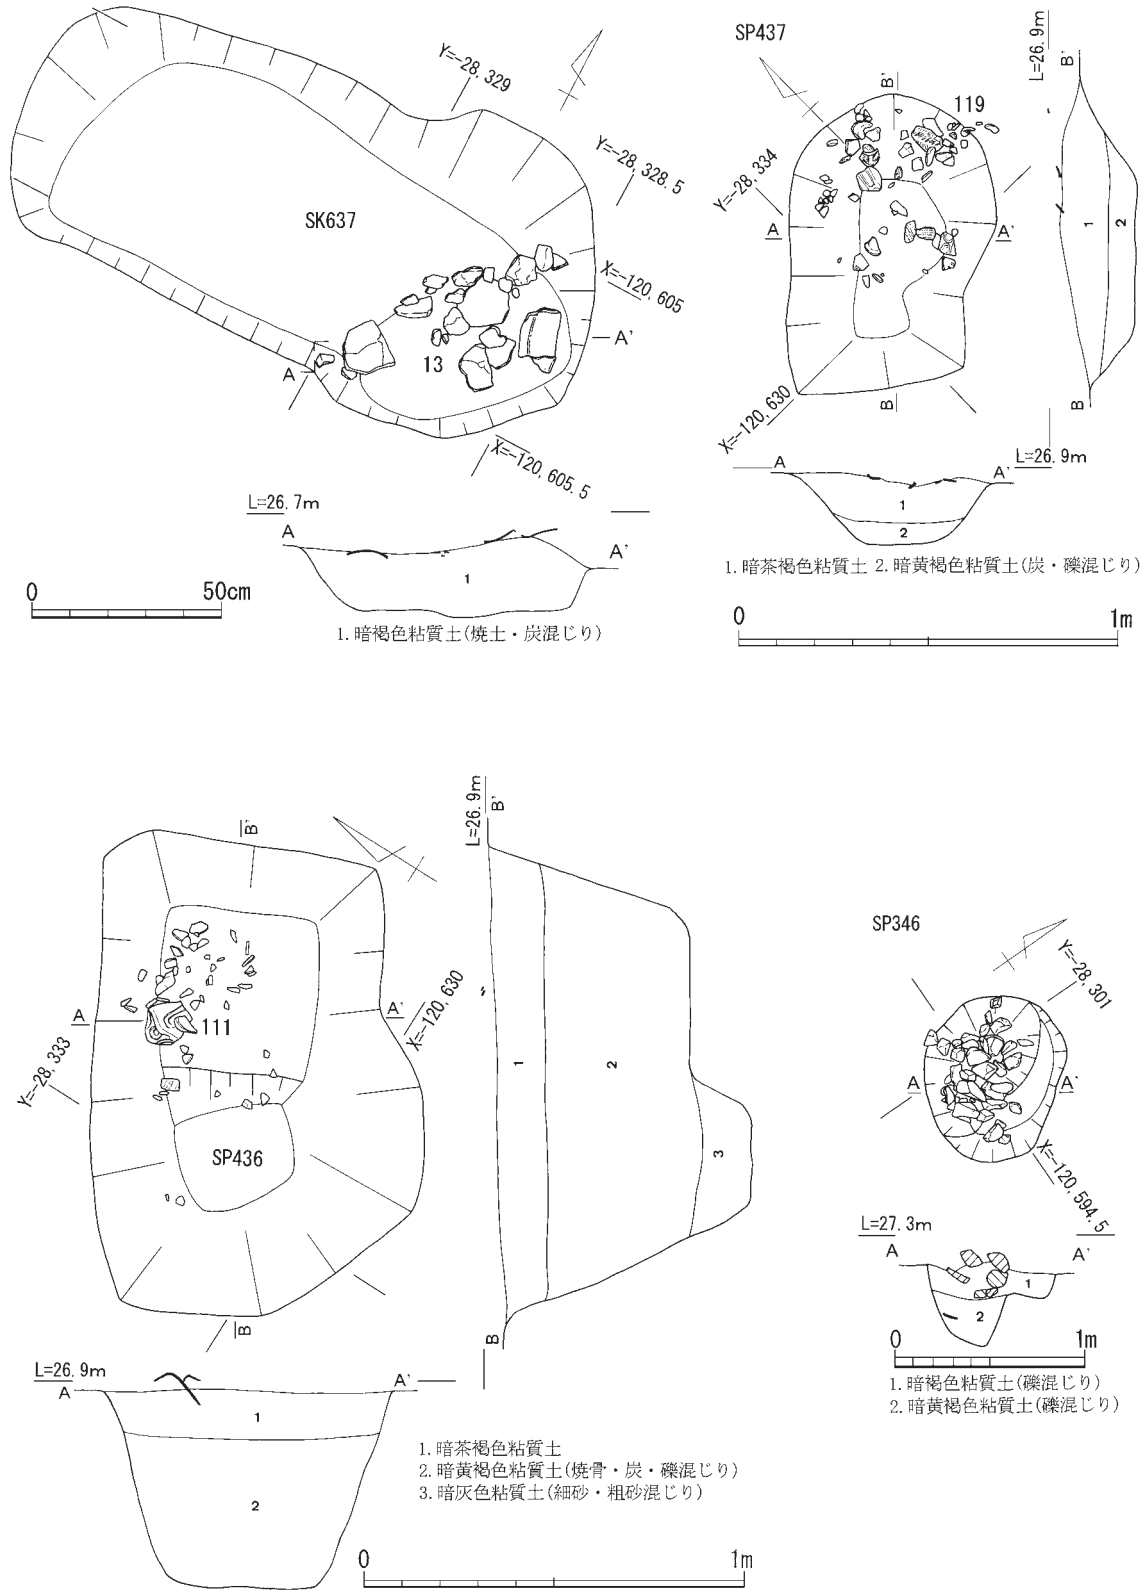 SK637
Y=-28,329
Y=-28,328.5
X=-120,605
X=-120,605.5
13
A
A'
L=26.7m
A
A'
1
0
50cm
1.暗褐色粘質土(焼土・炭混じり)
SP437
119
Y=-28,334
X=-120,630
B'
A
A'
B
L=26.9m
B'
1
2
B
L=26.9m
A
A'
1
2
1.暗茶褐色粘質土 2.暗黄褐色粘質土(炭・礫混じり)
0
1m
B'
A
A'
111
Y=-28,333
X=-120,630
SP436
B
L=26.9m
B'
1
2
3
B
L=26.9m
A
A'
1
2
1.暗茶褐色粘質土
2.暗黄褐色粘質土(焼骨・炭・礫混じり)
3.暗灰色粘質土(細砂・粗砂混じり)
0
1m
SP346
Y=-28,301
A
A'
X=-120,594.5
L=27.3m
A
A'
1
2
0
1m
1.暗褐色粘質土(礫混じり)
2.暗黄褐色粘質土(礫混じり)